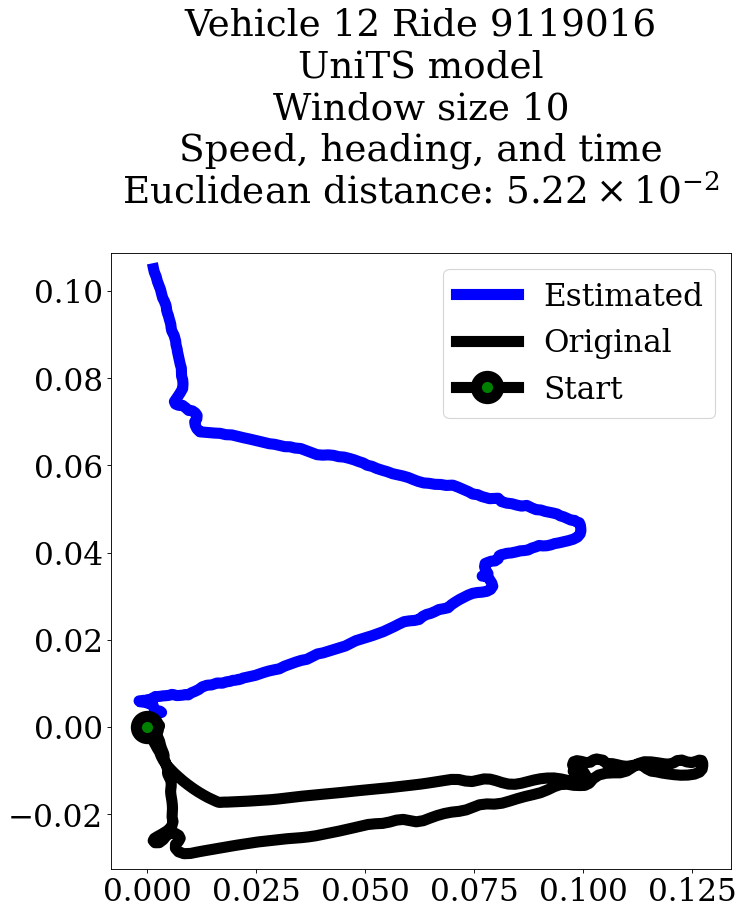 Vehicle 12 Ride 9119016
UniTS model
Window size 10
Speed, heading, and time
Euclidean distance: 5.22 × 10⁻²
Estimated
Original
Start
0.10
0.08
0.06
0.04
0.02
0.00
−0.02
0.000 0.025 0.050 0.075 0.100 0.125